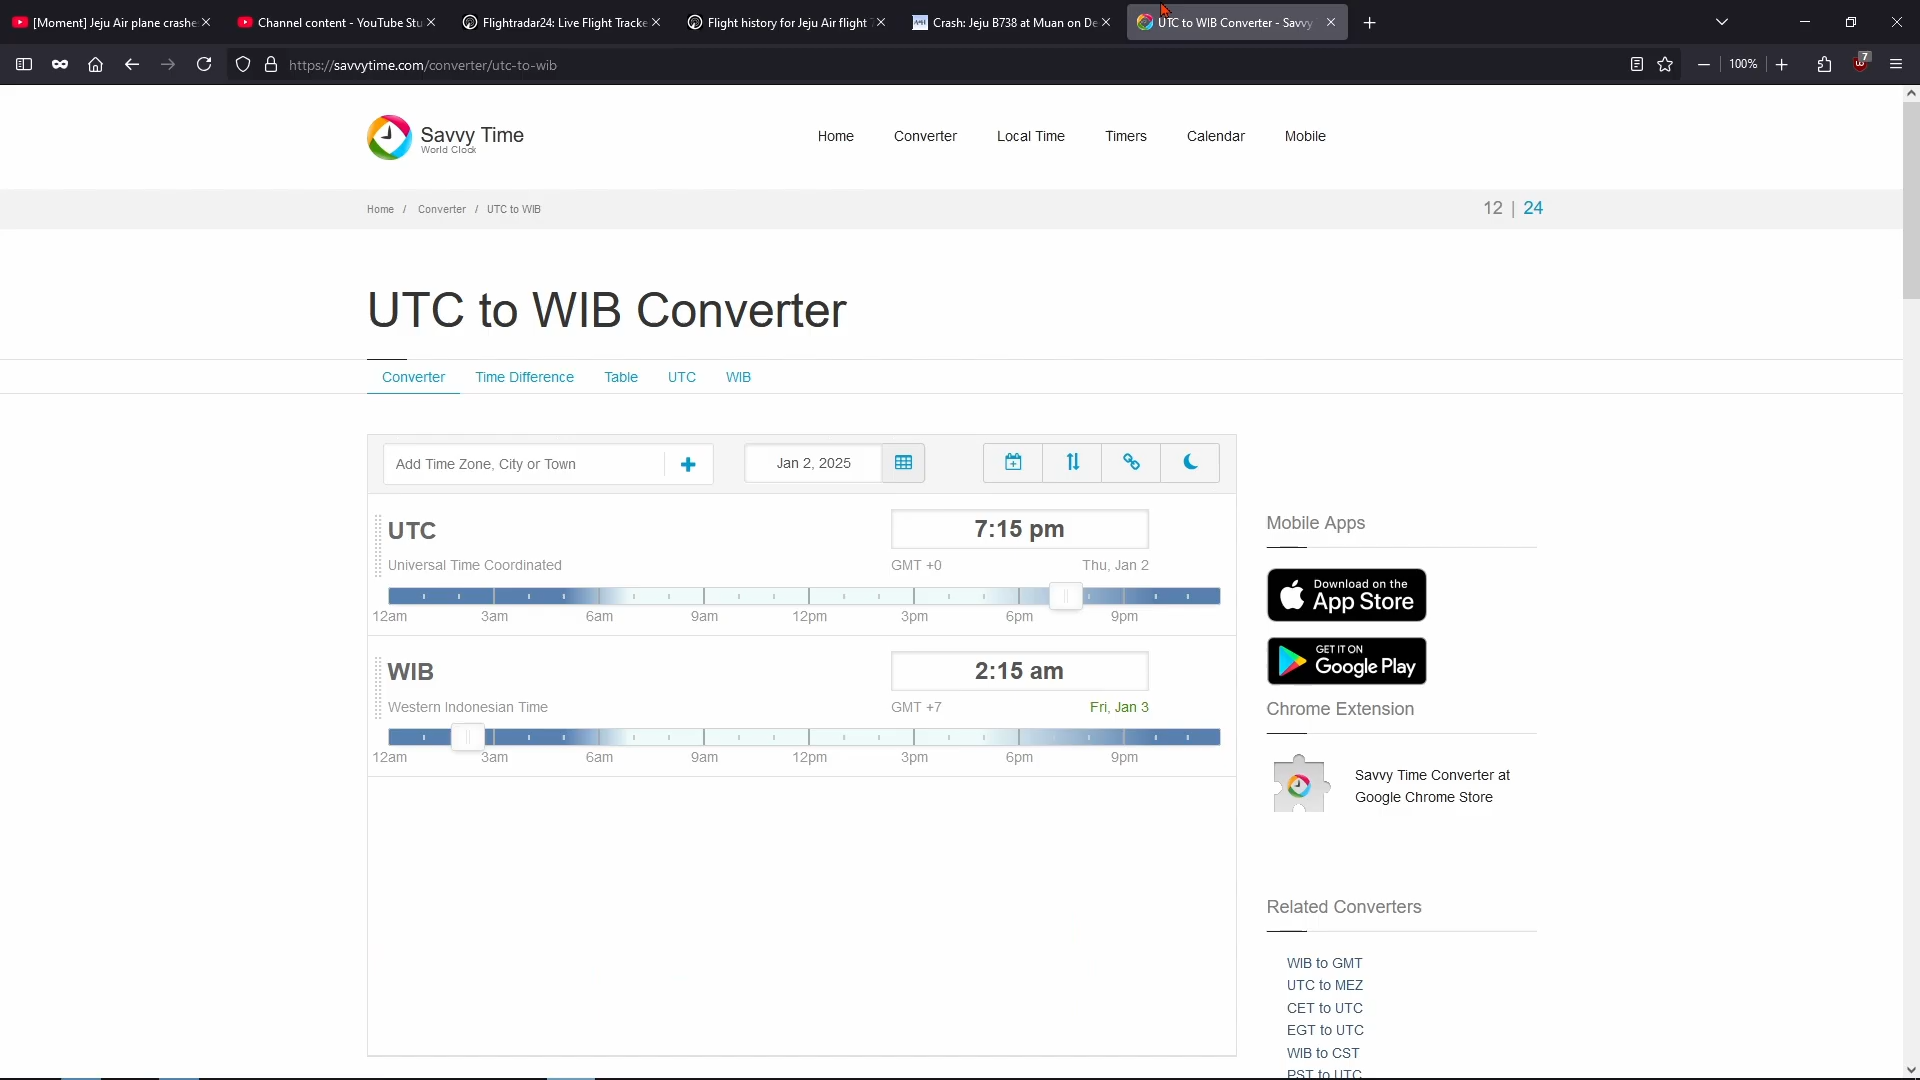 [Moment] Jeju Air plane crashe
Channel content - YouTube Stu
Flightradar24: Live Flight Tracke
Flight history for Jeju Air flight 7
Crash: Jeju B738 at Muan on De
UTC to WIB Converter - Savvy
https://savvytime.com/converter/utc-to-wib
100%
7
Savvy Time
World Clock
Home
Converter
Local Time
Timers
Calendar
Mobile
Home / Converter / UTC to WIB
12 | 24
UTC to WIB Converter
Converter
Time Difference
Table
UTC
WIB
Add Time Zone, City or Town
Jan 2, 2025
UTC
7:15 pm
Universal Time Coordinated
GMT +0
Thu, Jan 2
12am 3am 6am 9am 12pm 3pm 6pm 9pm
WIB
2:15 am
Western Indonesian Time
GMT +7
Fri, Jan 3
12am 3am 6am 9am 12pm 3pm 6pm 9pm
Mobile Apps
Download on the
App Store
GET IT ON
Google Play
Chrome Extension
Savvy Time Converter at
Google Chrome Store
Related Converters
WIB to GMT
UTC to MEZ
CET to UTC
EGT to UTC
WIB to CST
PST to UTC